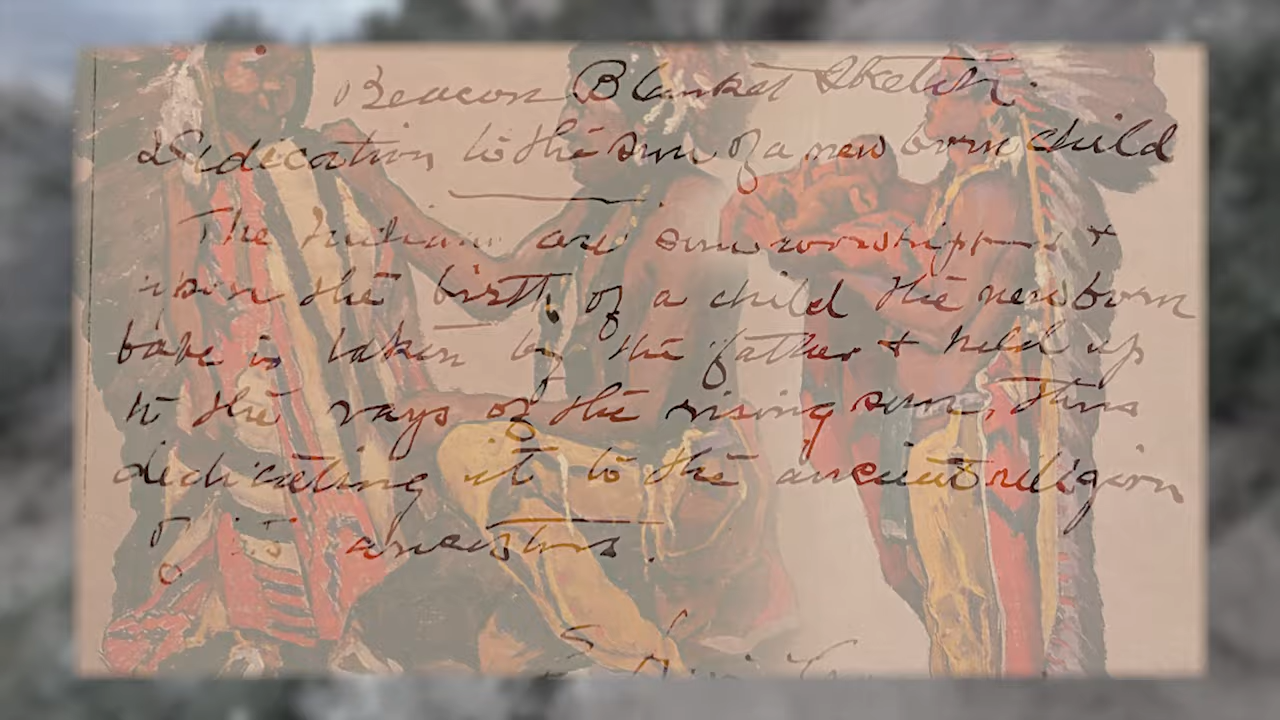 Beacon Blanket Sketch.
Dedication to the sun of a new born child
The Indians are sun worshippers +
upon the birth of a child the new born
babe is taken by the father + held up
to the rays of the rising sun, Thus
dedicating it to the ancient religion
of its ancestors.